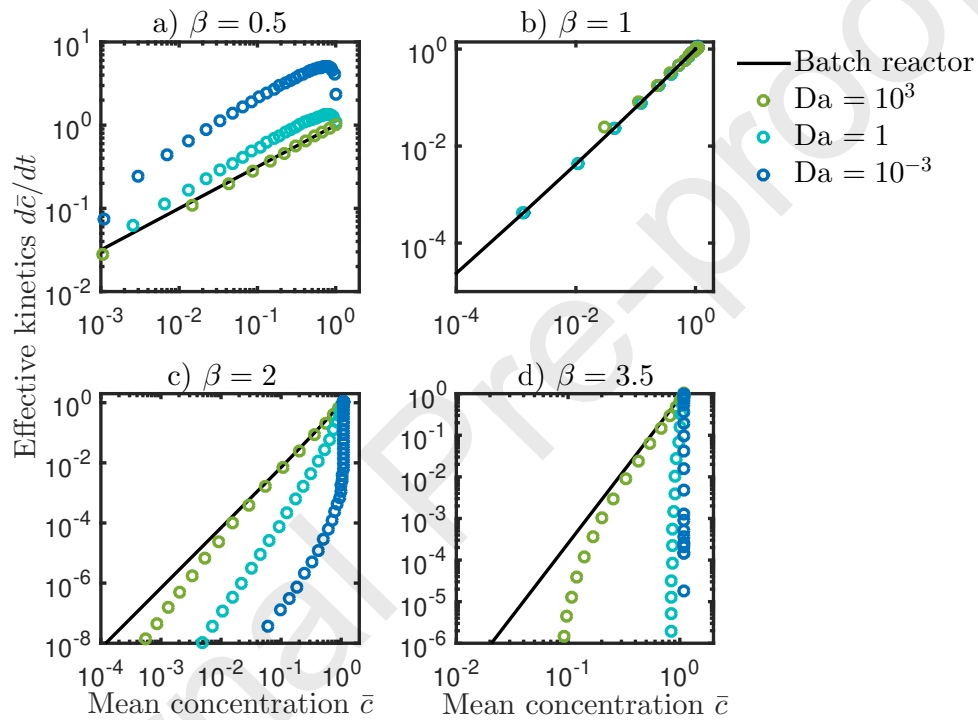 a) β = 0.5
b) β = 1
10^1
10^0
10^-1
10^-2
10^-3 10^-2 10^-1 10^0
10^0
10^-2
10^-4
10^-4 10^-2 10^0
Batch reactor
Da = 10^3
Da = 1
Da = 10^-3
Effective kinetics dc̄/dt
c) β = 2
d) β = 3.5
10^0
10^-2
10^-4
10^-6
10^-8
10^-4 10^-3 10^-2 10^-1 10^0
Mean concentration c̄
10^0
10^-1
10^-2
10^-3
10^-4
10^-5
10^-6
10^-2 10^-1 10^0
Mean concentration c̄
nal Pre-proo